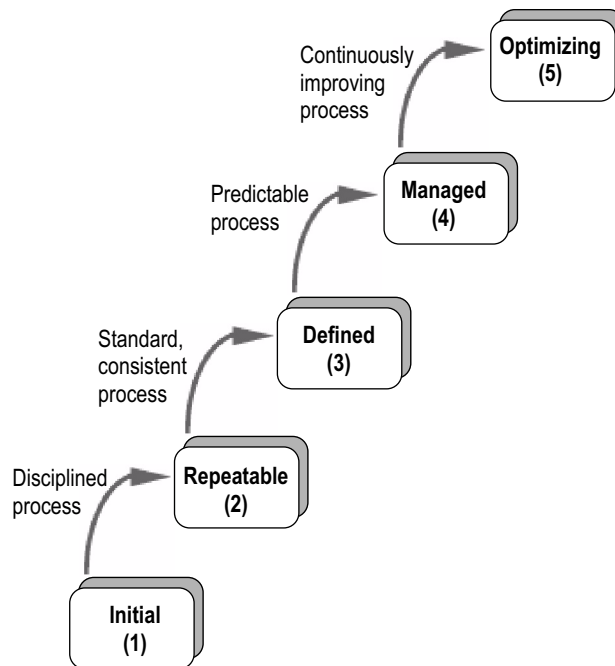 Continuously
improving
process
Optimizing
(5)
Predictable
process
Managed
(4)
Standard,
consistent
process
Defined
(3)
Disciplined
process
Repeatable
(2)
Initial
(1)